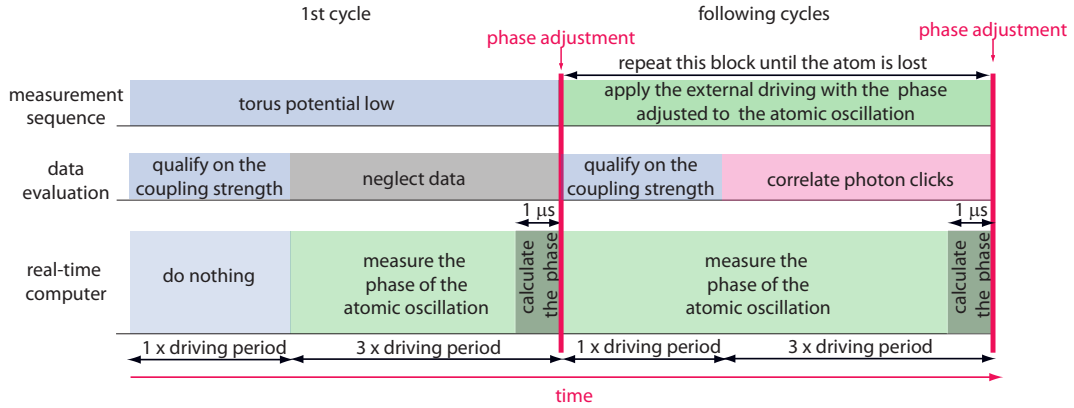 1st cycle
following cycles
phase adjustment
phase adjustment
repeat this block until the atom is lost
measurement
sequence
torus potential low
apply the external driving with the phase
adjusted to the atomic oscillation
data
evaluation
qualify on the
coupling strength
neglect data
qualify on the
coupling strength
correlate photon clicks
1 μs
1 μs
real-time
computer
do nothing
measure the
phase of the
atomic oscillation
calculate
the phase
measure the
phase of the
atomic oscillation
calculate
the phase
1 x driving period
3 x driving period
1 x driving period
3 x driving period
time